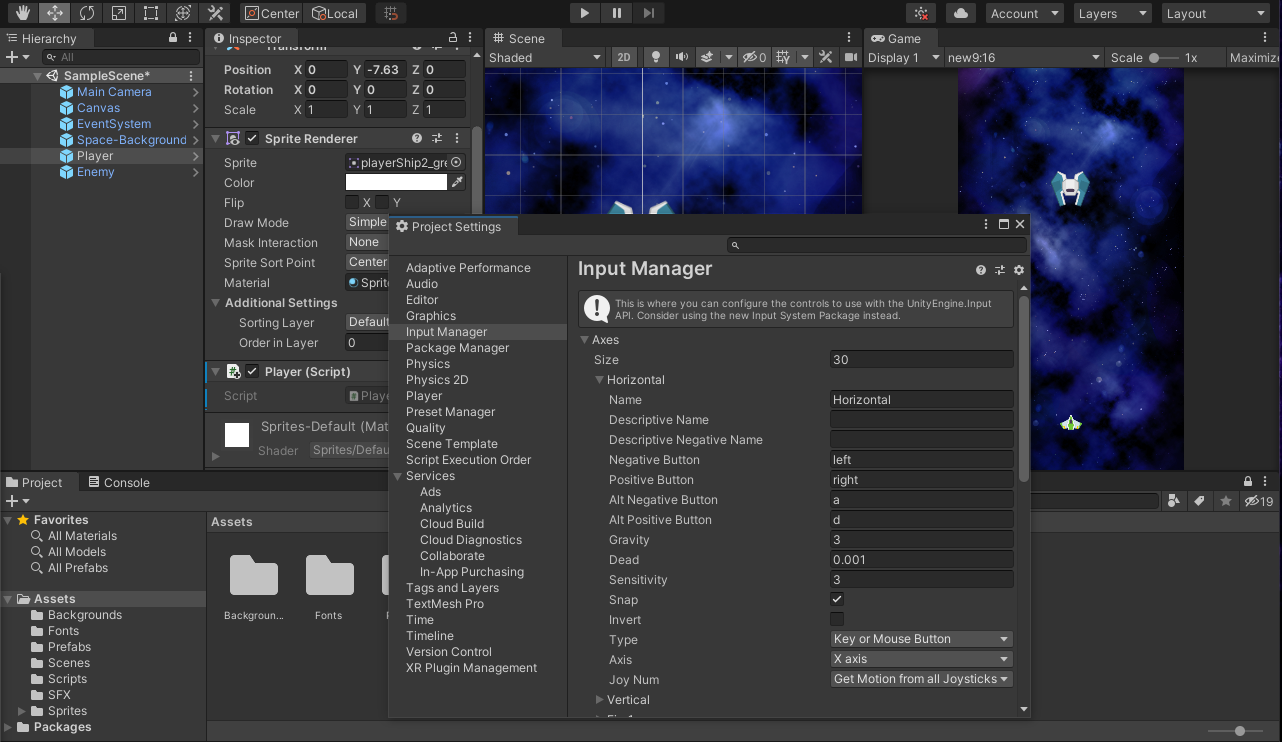 Center
Local
Account
Layers
Layout
Hierarchy
All
SampleScene*
Main Camera
Canvas
EventSystem
Space-Background
Player
Enemy
Inspector
Transform
Position X 0 Y -7.63 Z 0
Rotation X 0 Y 0 Z 0
Scale X 1 Y 1 Z 1
Sprite Renderer
Sprite playerShip2_gre
Color
Flip X Y
Draw Mode Simple
Mask Interaction None
Sprite Sort Point Center
Material Sprite
Additional Settings
Sorting Layer Default
Order in Layer 0
Player (Script)
Script Playe
Sprites-Default (Mat
Shader Sprites/Defau
Scene
Shaded 2D 0
Game
Display 1 new9:16 Scale 1x Maximize
Project Settings
Adaptive Performance
Audio
Editor
Graphics
Input Manager
Package Manager
Physics
Physics 2D
Player
Preset Manager
Quality
Scene Template
Script Execution Order
Services
Ads
Analytics
Cloud Build
Cloud Diagnostics
Collaborate
In-App Purchasing
Tags and Layers
TextMesh Pro
Time
Timeline
Version Control
XR Plugin Management
Input Manager
This is where you can configure the controls to use with the UnityEngine.Input
API. Consider using the new Input System Package instead.
Axes
Size 30
Horizontal
Name Horizontal
Descriptive Name
Descriptive Negative Name
Negative Button left
Positive Button right
Alt Negative Button a
Alt Positive Button d
Gravity 3
Dead 0.001
Sensitivity 3
Snap
Invert
Type Key or Mouse Button
Axis X axis
Joy Num Get Motion from all Joysticks
Vertical
Project
Console
19
Favorites
All Materials
All Models
All Prefabs
Assets
Backgrounds
Fonts
Prefabs
Scenes
Scripts
SFX
Sprites
Packages
Assets
Backgroun...
Fonts